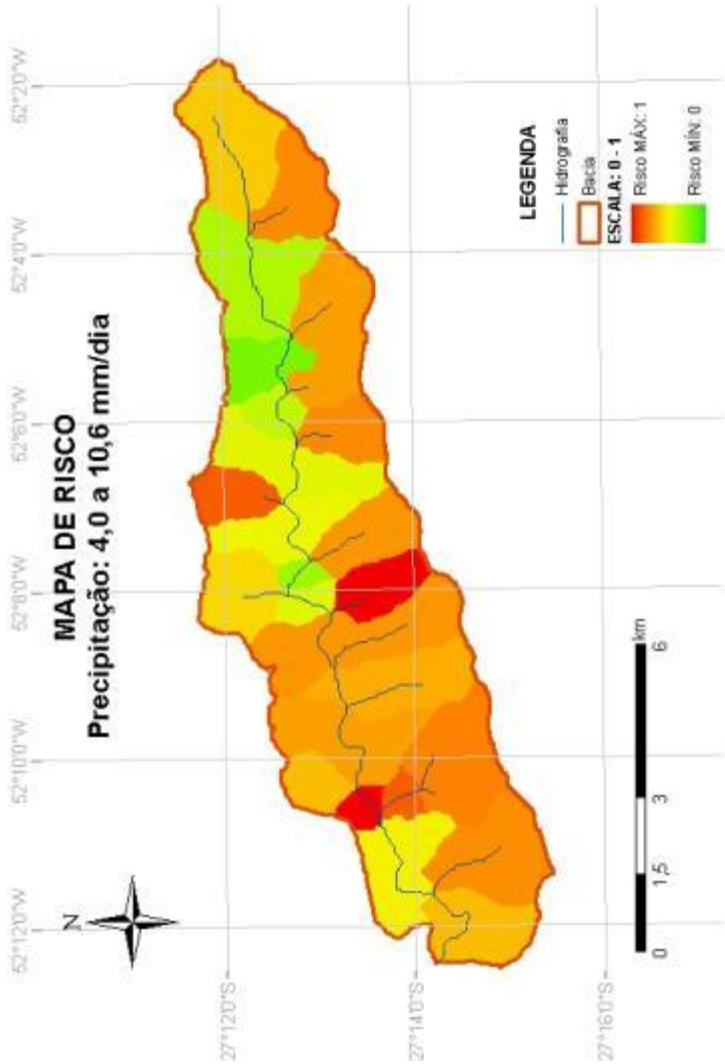 MAPA DE RISCO
Precipitação: 4,0 a 10,6 mm/dia
52°12'0"W
52°10'0"W
52°8'0"W
52°6'0"W
52°4'0"W
52°2'0"W
N
27°12'0"S
27°14'0"S
27°16'0"S
LEGENDA
Hidrografia
Bacia
ESCALA: 0 - 1
Risco MÁX: 1
Risco MÍN: 0
km
0
1,5
3
6